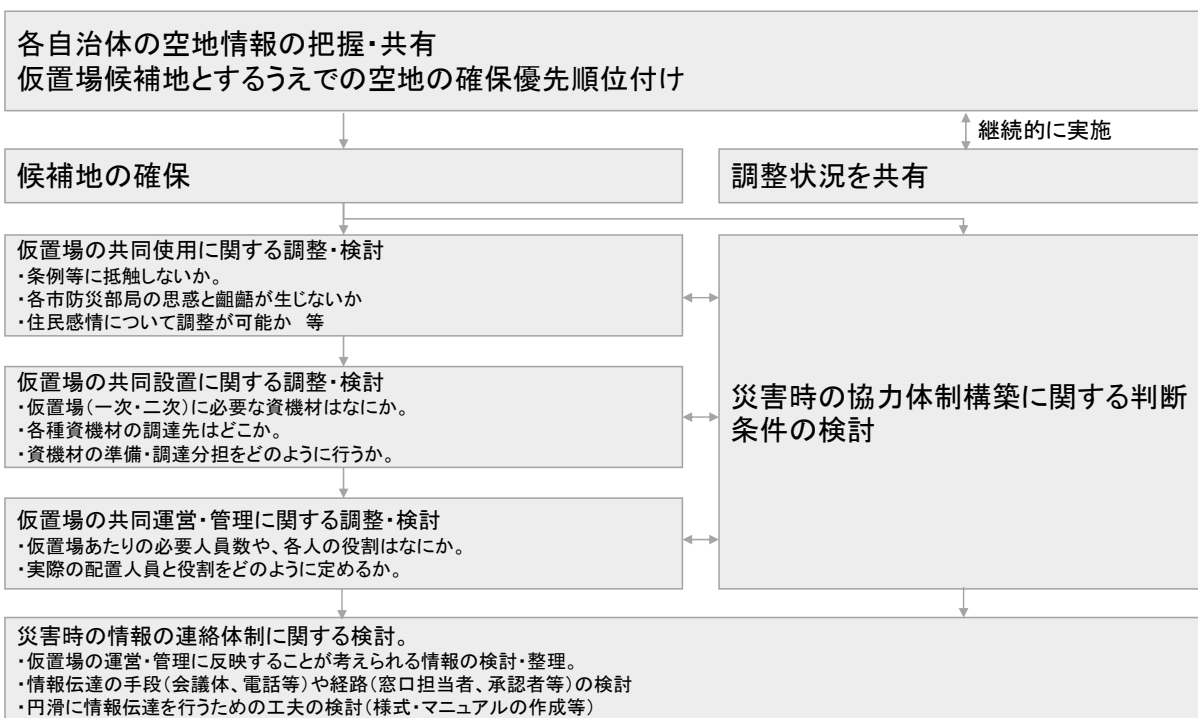 各自治体の空地情報の把握・共有
仮置場候補地とするうえでの空地の確保優先順位付け
継続的に実施
候補地の確保
調整状況を共有
仮置場の共同使用に関する調整・検討
・条例等に抵触しないか。
・各市防災部局の思惑と齟齬が生じないか
・住民感情について調整が可能か　等
仮置場の共同設置に関する調整・検討
・仮置場(一次・二次)に必要な資機材はなにか。
・各種資機材の調達先はどこか。
・資機材の準備・調達分担をどのように行うか。
災害時の協力体制構築に関する判断
条件の検討
仮置場の共同運営・管理に関する調整・検討
・仮置場あたりの必要人員数や、各人の役割はなにか。
・実際の配置人員と役割をどのように定めるか。
災害時の情報の連絡体制に関する検討。
・仮置場の運営・管理に反映することが考えられる情報の検討・整理。
・情報伝達の手段(会議体、電話等)や経路(窓口担当者、承認者等)の検討
・円滑に情報伝達を行うための工夫の検討(様式・マニュアルの作成等)